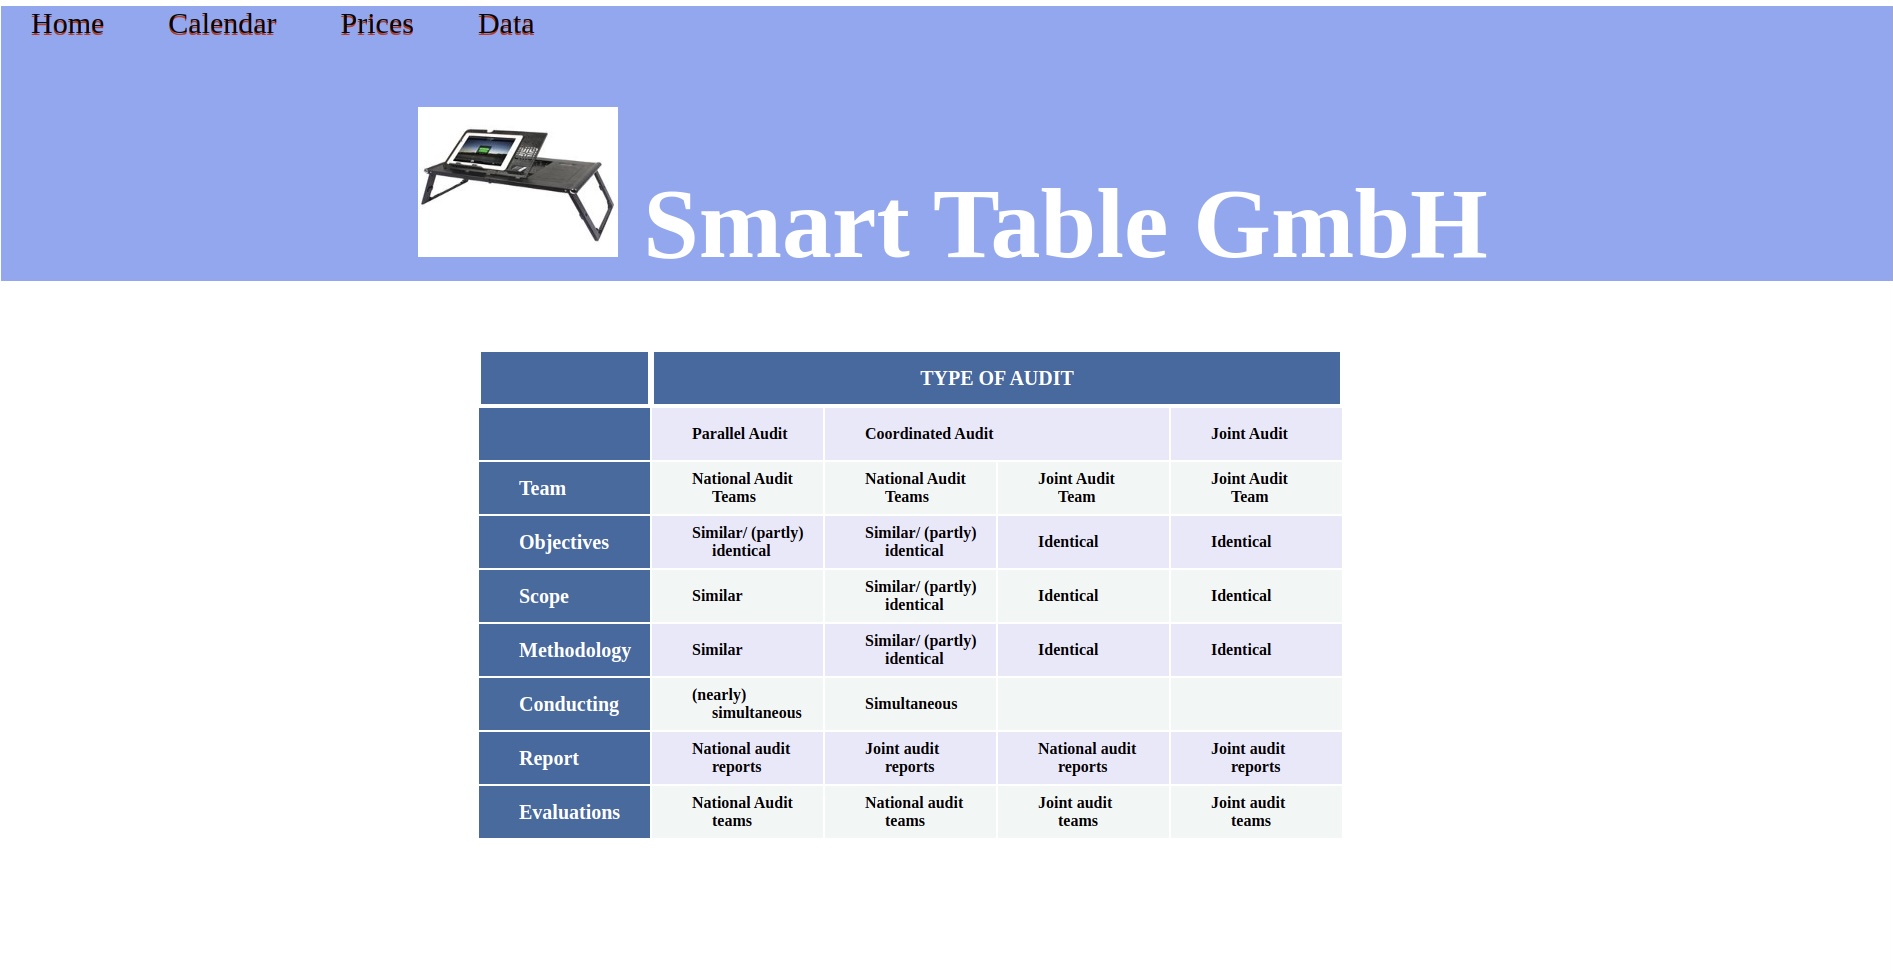 Home Calendar Prices Data
Smart Table GmbH
TYPE OF AUDIT
Parallel Audit Coordinated Audit Joint Audit
Team
National Audit
Teams
National Audit
Teams
Joint Audit
Team
Joint Audit
Team
Objectives
Similar/ (partly)
identical
Similar/ (partly)
identical
Identical
Identical
Scope
Similar
Similar/ (partly)
identical
Identical
Identical
Methodology
Similar
Similar/ (partly)
identical
Identical
Identical
Conducting
(nearly)
simultaneous
Simultaneous
Report
National audit
reports
Joint audit
reports
National audit
reports
Joint audit
reports
Evaluations
National Audit
teams
National audit
teams
Joint audit
teams
Joint audit
teams